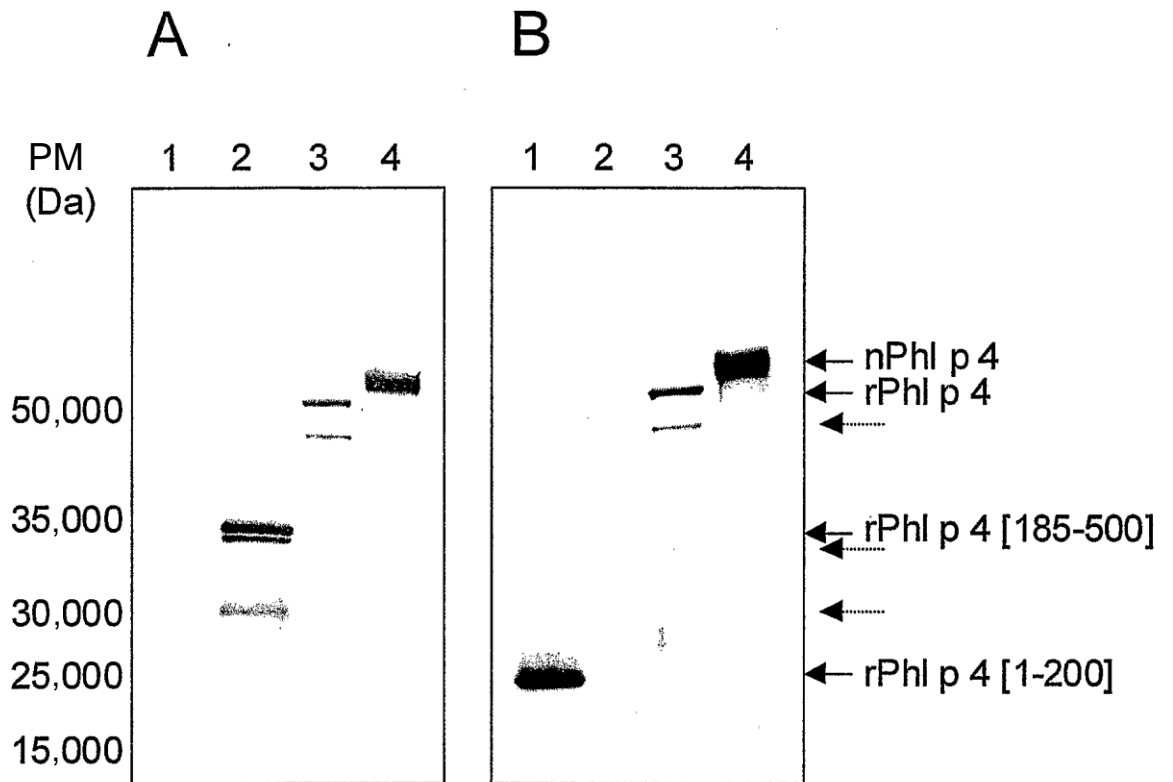 A B
PM 1 2 3 4 1 2 3 4
(Da)
nPhl p 4
rPhl p 4
50,000
35,000
rPhl p 4 [185-500]
30,000
25,000
rPhl p 4 [1-200]
15,000